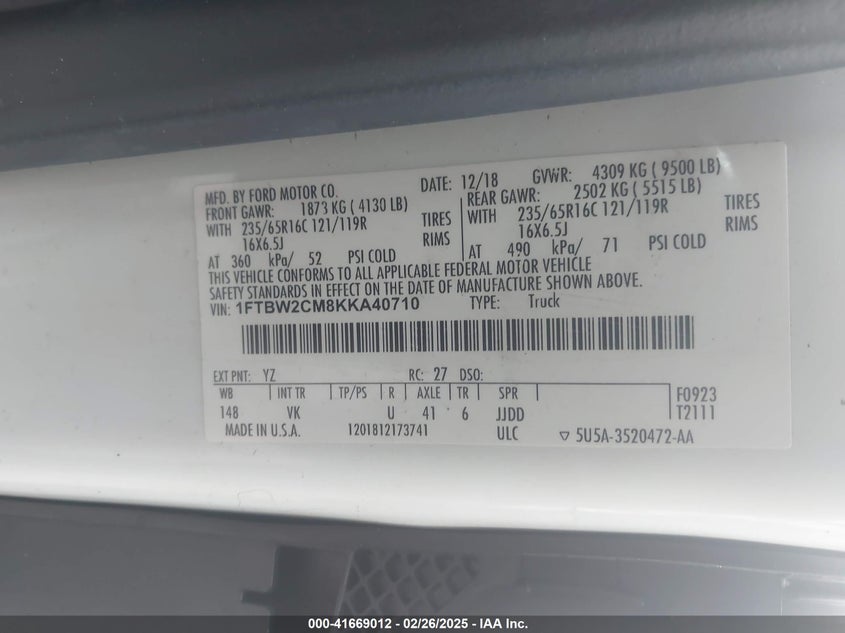 MFD. BY FORD MOTOR CO. DATE: 12/18 GVWR: 4309 KG ( 9500 LB)
FRONT GAWR: 1873 KG ( 4130 LB) REAR GAWR: 2502 KG ( 5515 LB)
WITH 235/65R16C 121/119R TIRES WITH 235/65R16C 121/119R TIRES
16X6.5J RIMS 16X6.5J RIMS
AT 360 kPa/ 52 PSI COLD AT 490 kPa/ 71 PSI COLD
THIS VEHICLE CONFORMS TO ALL APPLICABLE FEDERAL MOTOR VEHICLE
SAFETY STANDARDS IN EFFECT ON THE DATE OF MANUFACTURE SHOWN ABOVE.
VIN: 1FTBW2CM8KKA40710 TYPE: Truck
EXT PNT: YZ RC: 27 DSO:
WB INT TR TP/PS R AXLE TR SPR F0923
148 VK U 41 6 JJDD T2111
MADE IN U.S.A. 1201812173741 ULC ▽ 5U5A-3520472-AA
000-41669012 - 02/26/2025 - IAA Inc.